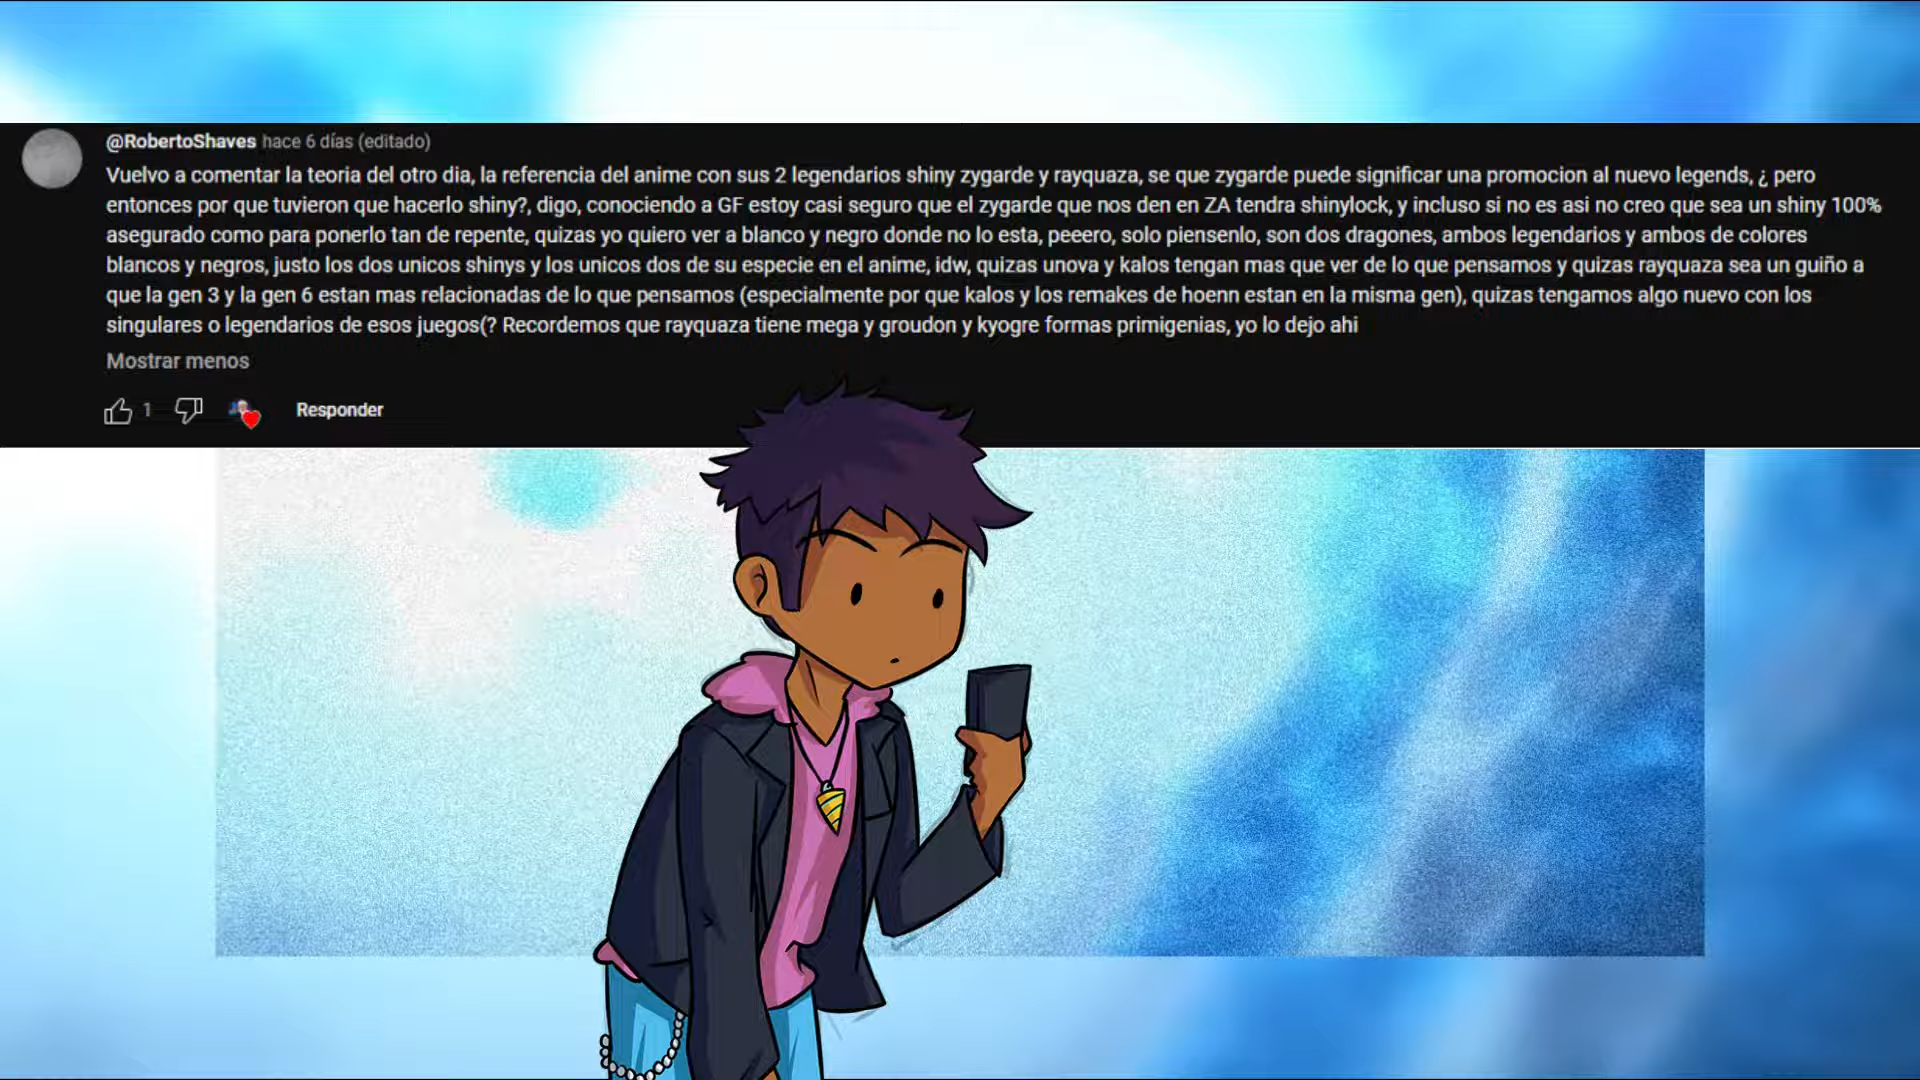 @RobertoShaves hace 6 días (editado)
Vuelvo a comentar la teoria del otro dia, la referencia del anime con sus 2 legendarios shiny zygarde y rayquaza, se que zygarde puede significar una promocion al nuevo legends, ¿ pero
entonces por que tuvieron que hacerlo shiny?, digo, conociendo a GF estoy casi seguro que el zygarde que nos den en ZA tendra shinylock, y incluso si no es asi no creo que sea un shiny 100%
asegurado como para ponerlo tan de repente, quizas yo quiero ver a blanco y negro donde no lo esta, peeero, solo piensenlo, son dos dragones, ambos legendarios y ambos de colores
blancos y negros, justo los dos unicos shinys y los unicos dos de su especie en el anime, idw, quizas unova y kalos tengan mas que ver de lo que pensamos y quizas rayquaza sea un guiño a
que la gen 3 y la gen 6 estan mas relacionadas de lo que pensamos (especialmente por que kalos y los remakes de hoenn estan en la misma gen), quizas tengamos algo nuevo con los
singulares o legendarios de esos juegos(? Recordemos que rayquaza tiene mega y groudon y kyogre formas primigenias, yo lo dejo ahi
Mostrar menos
1 Responder